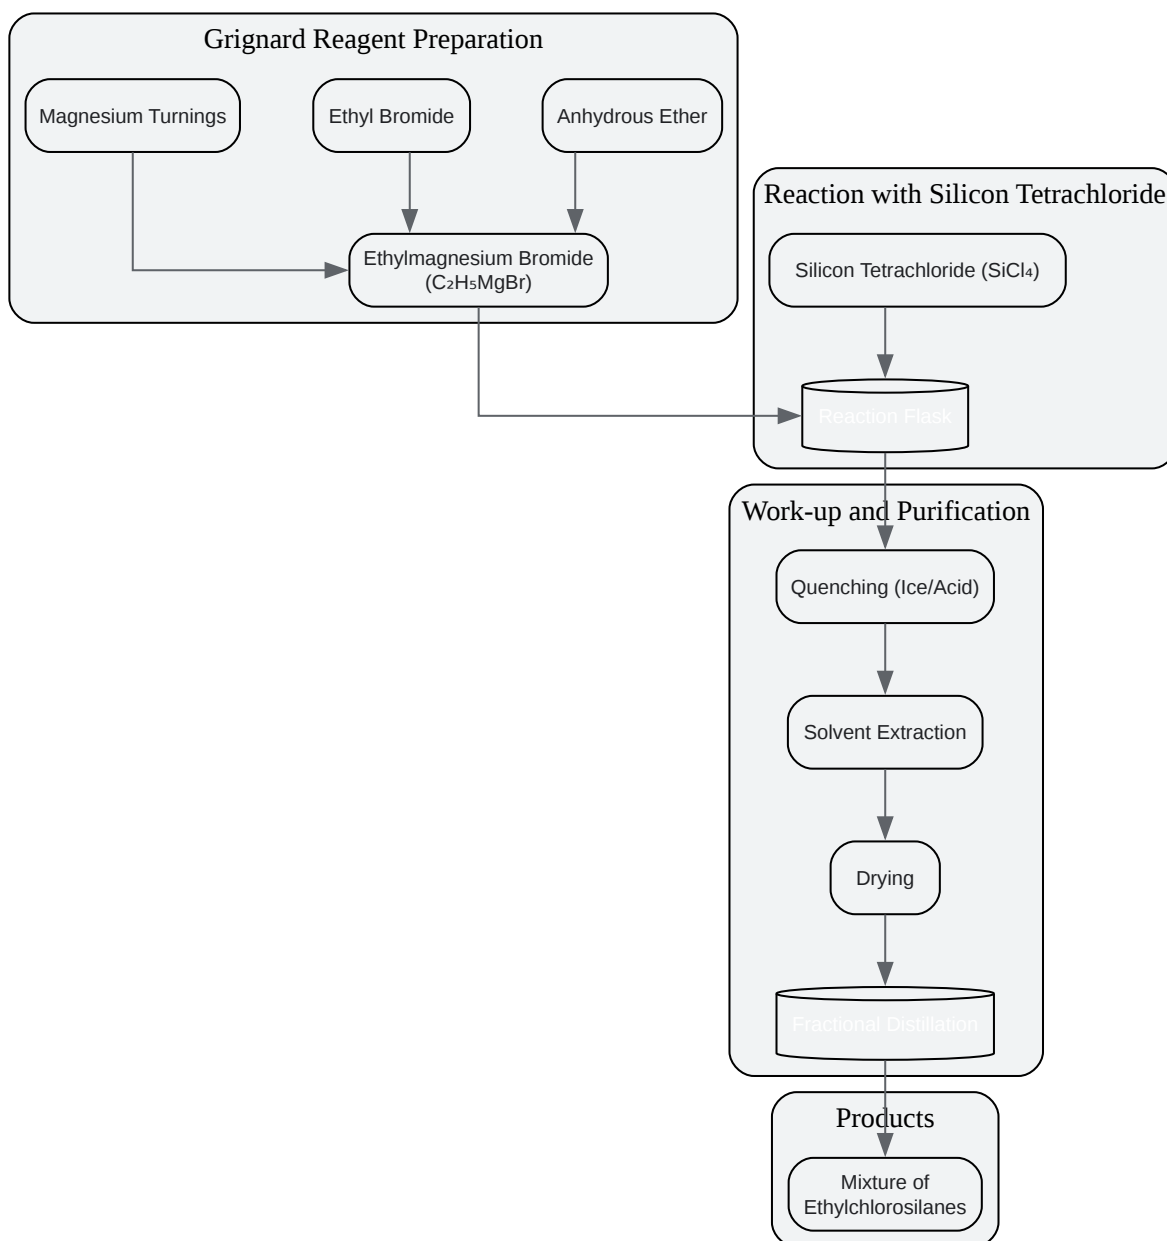 Grignard Reagent Preparation
Magnesium Turnings
Ethyl Bromide
Anhydrous Ether
Ethylmagnesium Bromide
(C₂H₅MgBr)
Reaction with Silicon Tetrachloride
Silicon Tetrachloride (SiCl₄)
Reaction Flask
Work-up and Purification
Quenching (Ice/Acid)
Solvent Extraction
Drying
Fractional Distillation
Products
Mixture of
Ethylchlorosilanes